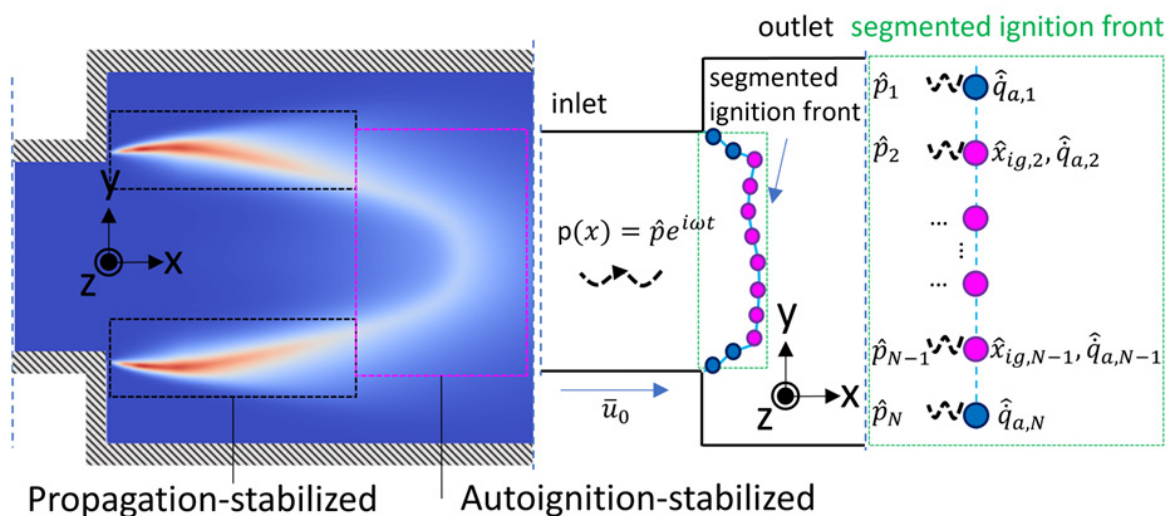 outlet segmented ignition front
segmented
ignition front
inlet
y
x
z
p(x) = p̂e^{iωt}
ū₀
y
x
z
p̂₁ q̇̂ₐ,₁
p̂₂ x̂_{ig,2}, q̇̂_{a,2}
... ...
...
p̂_{N−1} x̂_{ig,N−1}, q̇̂_{a,N−1}
p̂_N q̇̂_{a,N}
Propagation-stabilized
Autoignition-stabilized